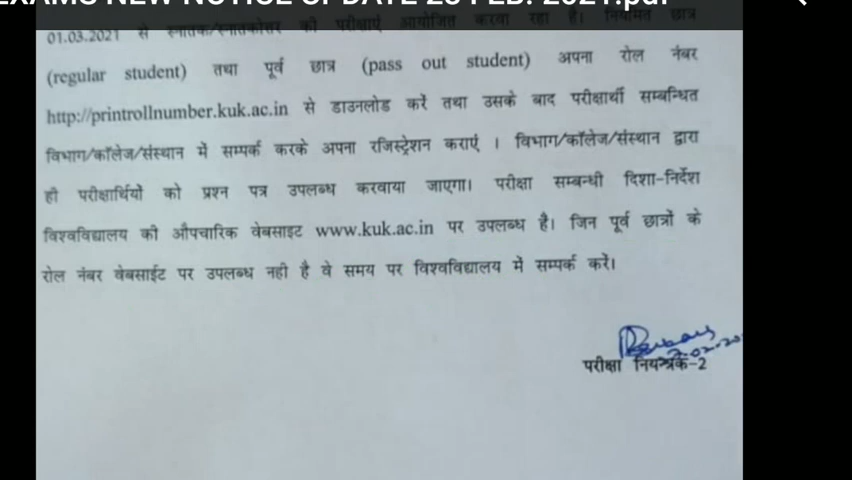 EXAMS NEW NOTICE UPDATE 26 FEB. 2021.pdf
01.03.2021 से स्नातक/स्नातकोत्तर की परीक्षाएं आयोजित करवा रहा है। नियमित छात्र
(regular student) तथा पूर्व छात्र (pass out student) अपना रोल नंबर
http://printrollnumber.kuk.ac.in से डाउनलोड करें तथा उसके बाद परीक्षार्थी सम्बन्धित
विभाग/कॉलेज/संस्थान में सम्पर्क करके अपना रजिस्ट्रेशन कराएं । विभाग/कॉलेज/संस्थान द्वारा
ही परीक्षार्थियों को प्रश्न पत्र उपलब्ध करवाया जाएगा। परीक्षा सम्बन्धी दिशा-निर्देश
विश्वविद्यालय की औपचारिक वेबसाइट www.kuk.ac.in पर उपलब्ध है। जिन पूर्व छात्रों के
रोल नंबर वेबसाईट पर उपलब्ध नही है वे समय पर विश्वविद्यालय में सम्पर्क करें।
परीक्षा नियन्त्रक-2